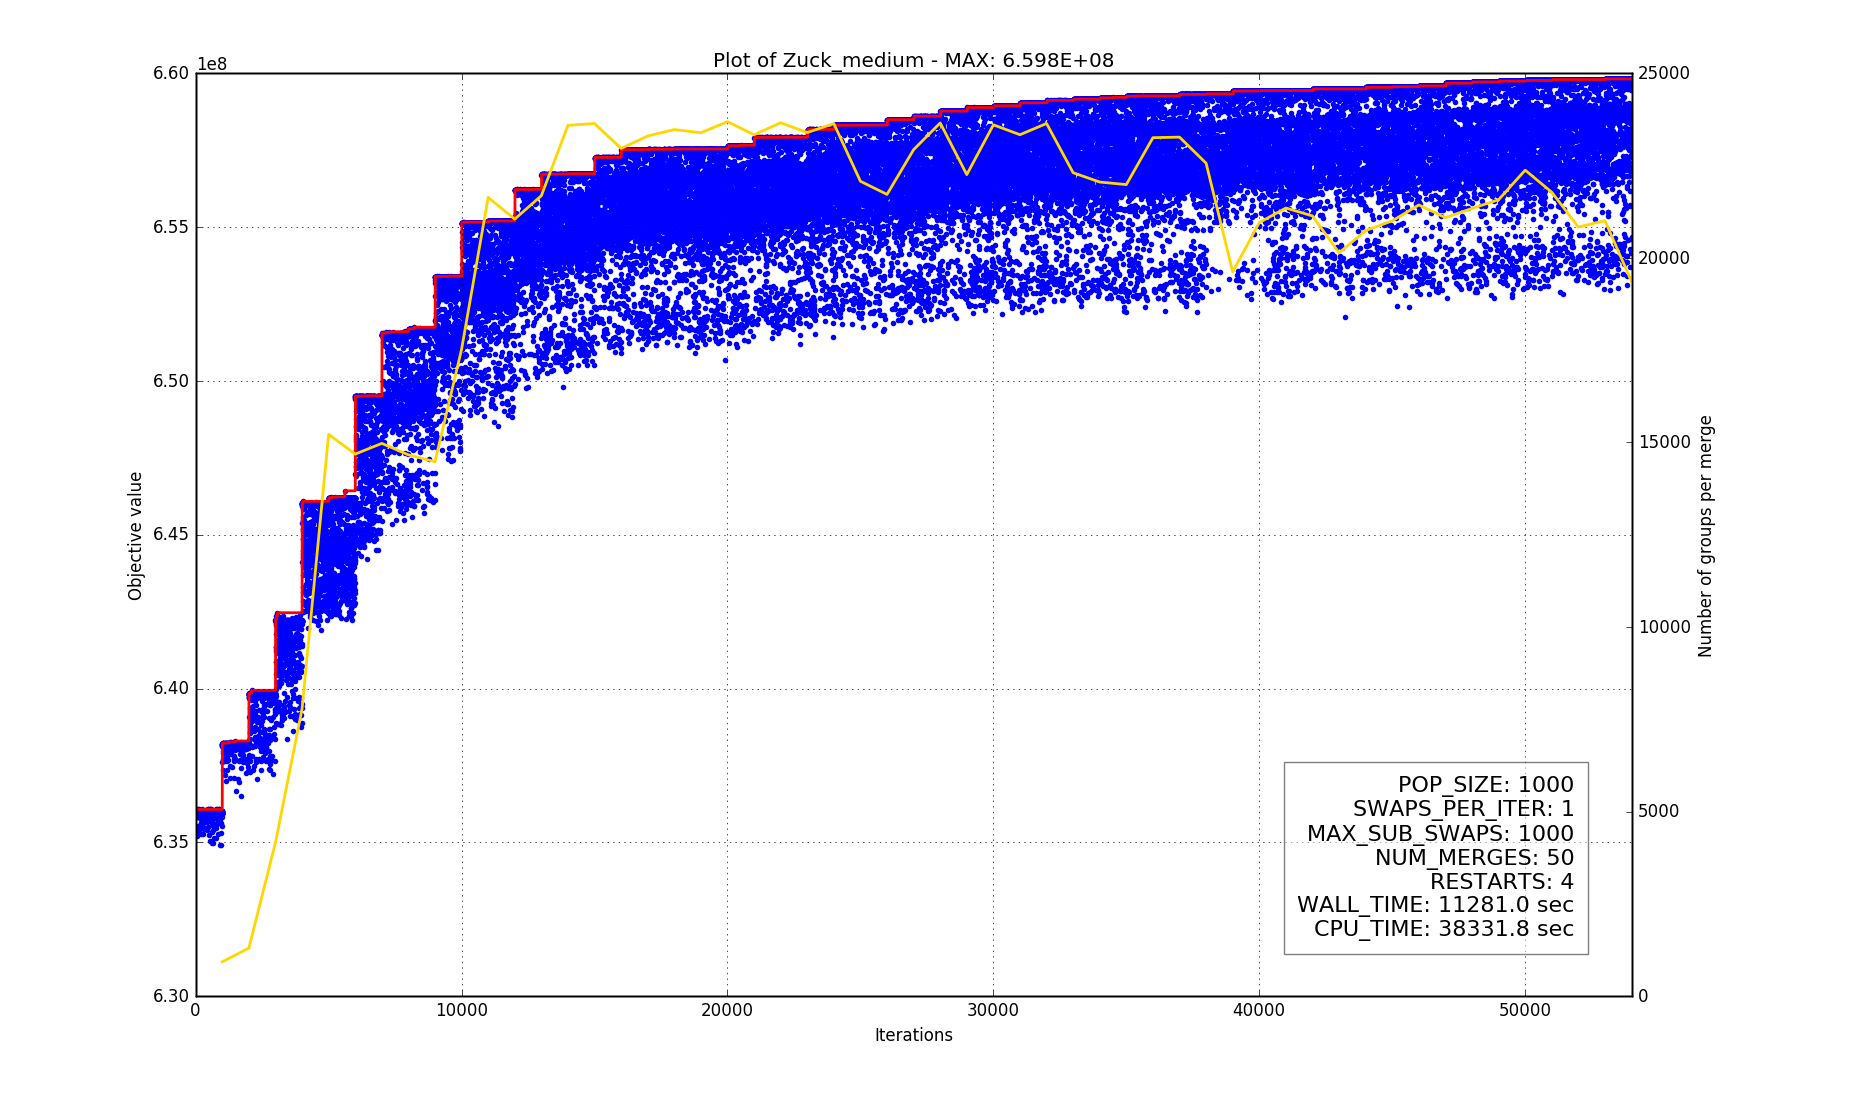 Plot of Zuck_medium - MAX: 6.598E+08
1e8
6.60
6.55
6.50
6.45
6.40
6.35
6.30
Objective value
25000
20000
15000
10000
5000
0
Number of groups per merge
POP_SIZE: 1000
SWAPS_PER_ITER: 1
MAX_SUB_SWAPS: 1000
NUM_MERGES: 50
RESTARTS: 4
WALL_TIME: 11281.0 sec
CPU_TIME: 38331.8 sec
0 10000 20000 30000 40000 50000
Iterations